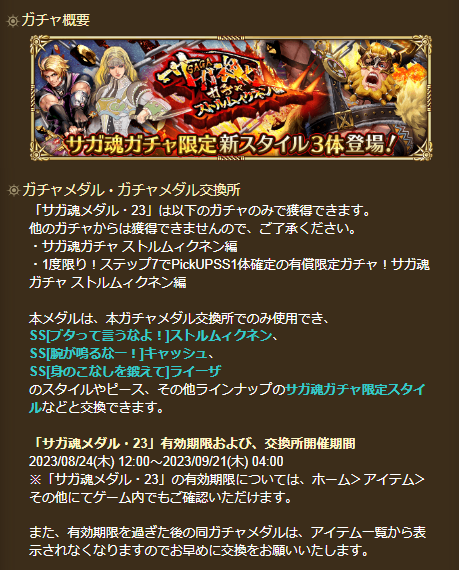 ガチャ概要
サガ魂
SAGA
ガチャ
ストルムィクネン編
サガ魂ガチャ限定新スタイル3体登場!
ガチャメダル・ガチャメダル交換所
「サガ魂メダル・23」は以下のガチャのみで獲得できます。
他のガチャからは獲得できませんので、ご了承ください。
・サガ魂ガチャ ストルムィクネン編
・1度限り！ステップ7でPickUPSS1体確定の有償限定ガチャ！サガ魂
ガチャ ストルムィクネン編
本メダルは、本ガチャメダル交換所でのみ使用でき、
SS[ブタって言うなよ！]ストルムィクネン、
SS[腕が鳴るなー！]キャッシュ、
SS[身のこなしを鍛えて]ライーザ
のスタイルやピース、その他ラインナップのサガ魂ガチャ限定スタイ
ルなどと交換できます。
「サガ魂メダル・23」有効期限および、交換所開催期間
2023/08/24(木) 12:00～2023/09/21(木) 04:00
※「サガ魂メダル・23」の有効期限については、ホーム＞アイテム＞
その他にてゲーム内でもご確認いただけます。
また、有効期限を過ぎた後の同ガチャメダルは、アイテム一覧から表
示されなくなりますのでお早めに交換をお願いいたします。